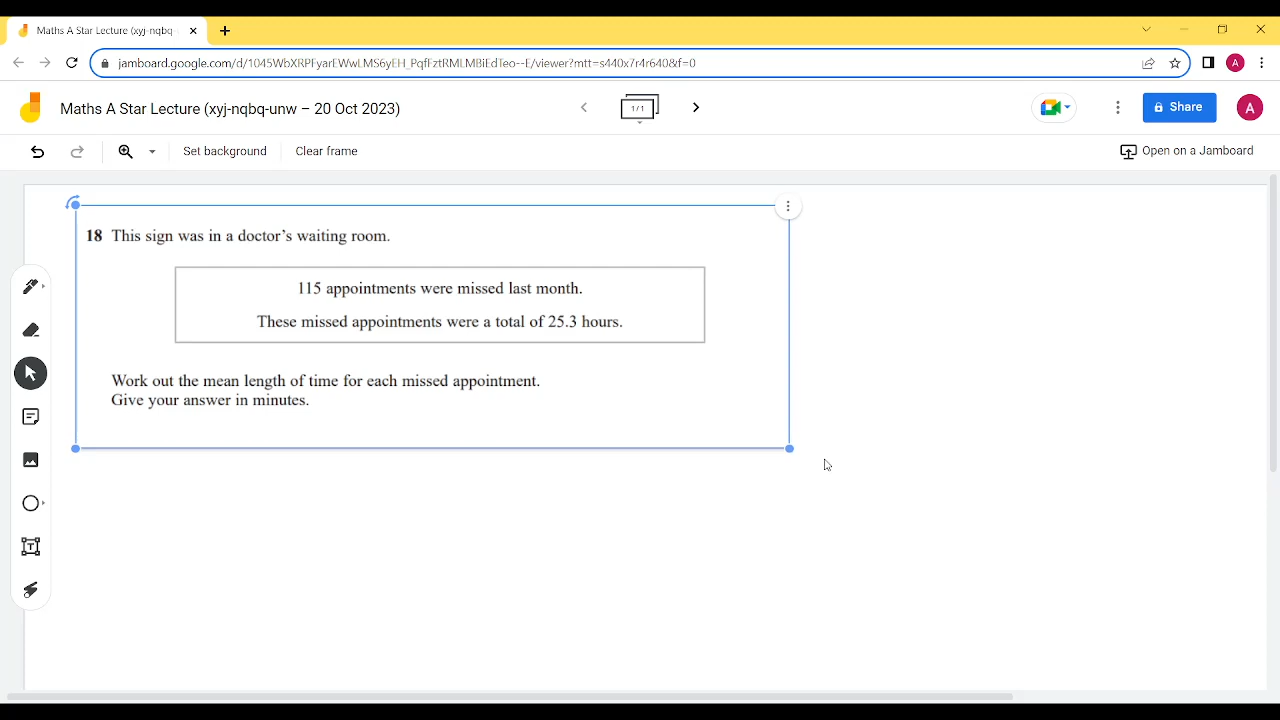 Maths A Star Lecture (xyj-nqbq
jamboard.google.com/d/1045WbXRPFyarEWwLMS6yEH_PqfFztRMLMBiEdTeo--E/viewer?mtt=s440x7r4r640&f=0
A
Maths A Star Lecture (xyj-nqbq-unw – 20 Oct 2023)
1/1
Share
A
Set background
Clear frame
Open on a Jamboard
18 This sign was in a doctor's waiting room.
115 appointments were missed last month.
These missed appointments were a total of 25.3 hours.
Work out the mean length of time for each missed appointment.
Give your answer in minutes.